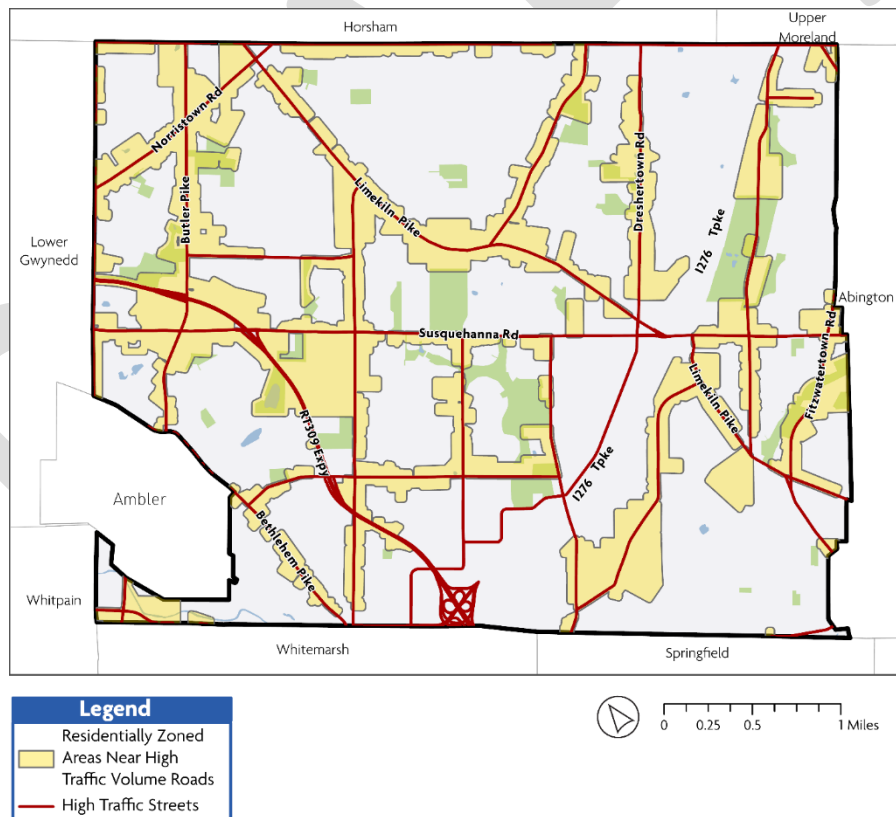 Horsham
Upper
Moreland
Norristown Rd
Butler Pike
Limekiln Pike
Dreshertown Rd
I276 Tpke
Lower
Gwynedd
Abington
Susquehanna Rd
Fitzwatertown Rd
Limekiln Pike
RT309 Expy
I276 Tpke
Ambler
Bethlehem Pike
Whitpain
Whitemarsh
Springfield
Legend
Residentially Zoned
Areas Near High
Traffic Volume Roads
High Traffic Streets
0 0.25 0.5 1 Miles